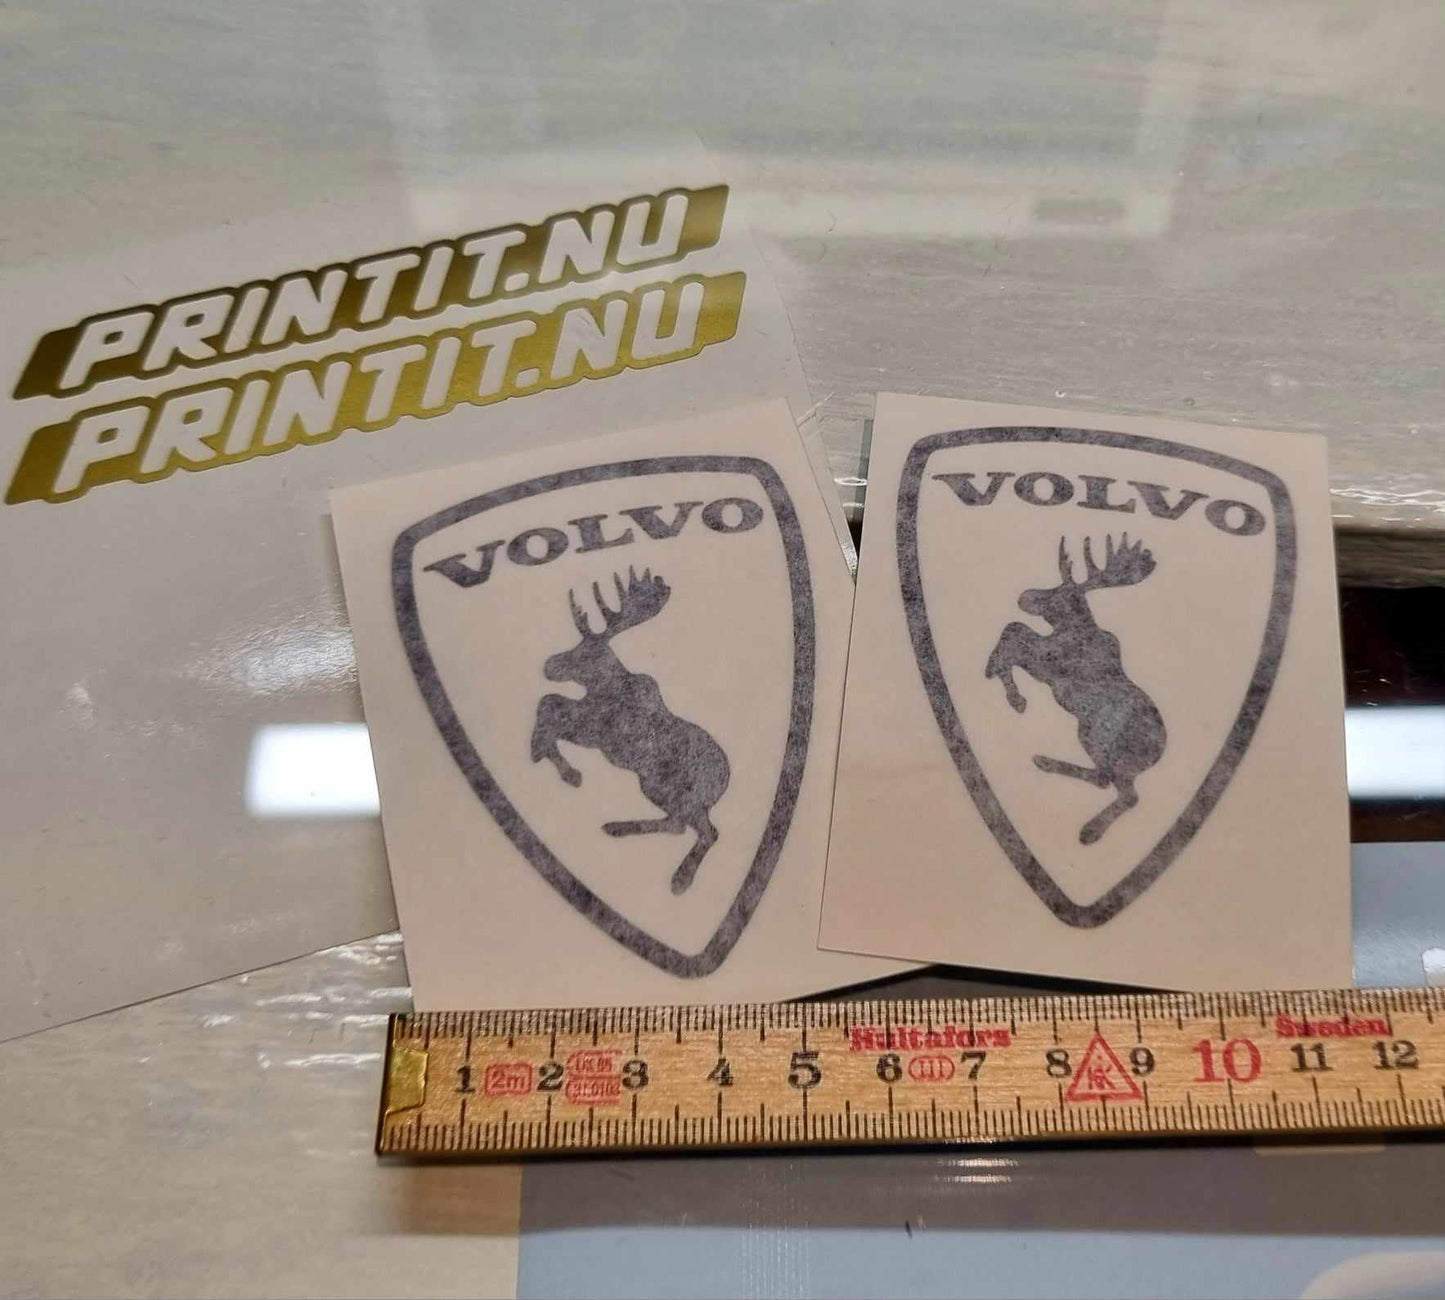 PRINTIT.NU
PRINTIT.NU
VOLVO
VOLVO
Hultafors Sweden
1 2m 2 3 4 5 6 III 7 8 9 10 11 12